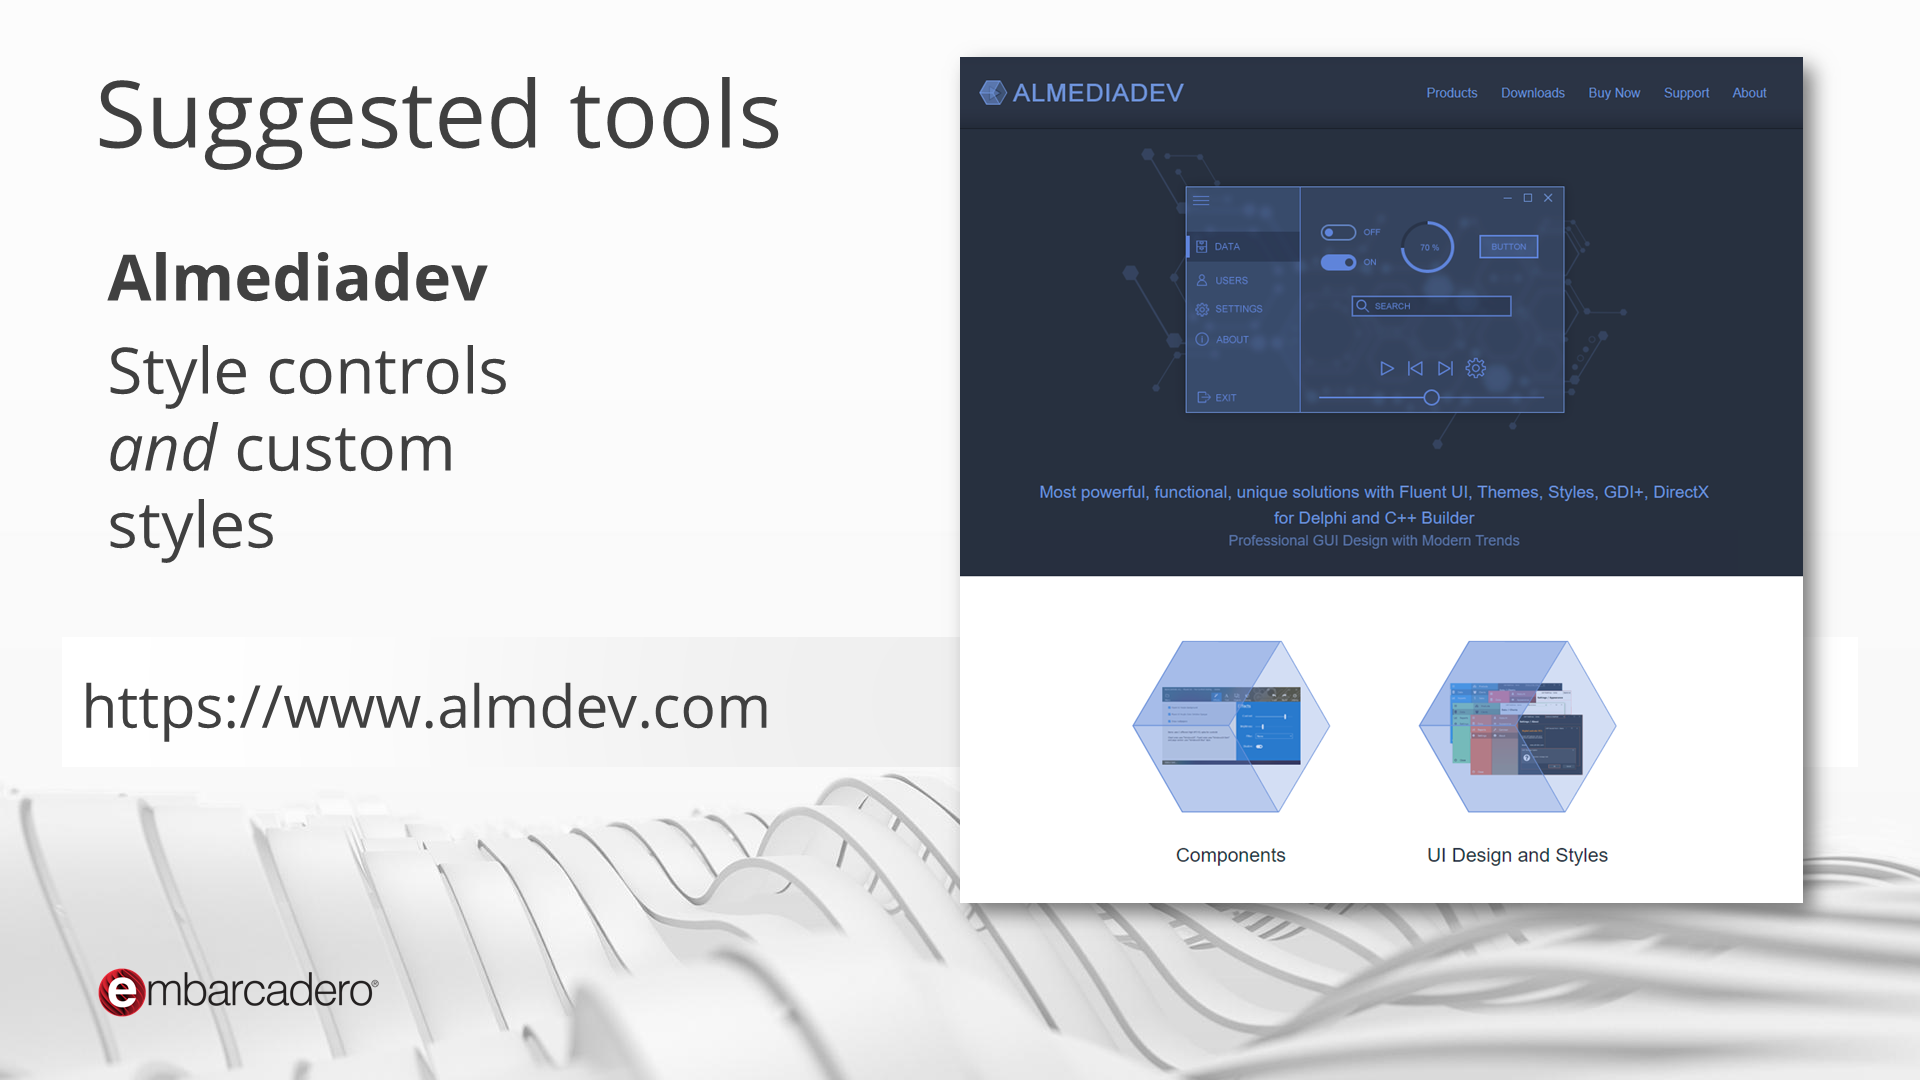 Suggested tools
Almediadev
Style controls
and custom
styles
https://www.almdev.com
embarcadero®
ALMEDIADEV
Products Downloads Buy Now Support About
DATA
USERS
SETTINGS
ABOUT
EXIT
OFF
ON
70 %
BUTTON
SEARCH
Most powerful, functional, unique solutions with Fluent UI, Themes, Styles, GDI+, DirectX
for Delphi and C++ Builder
Professional GUI Design with Modern Trends
Components
UI Design and Styles